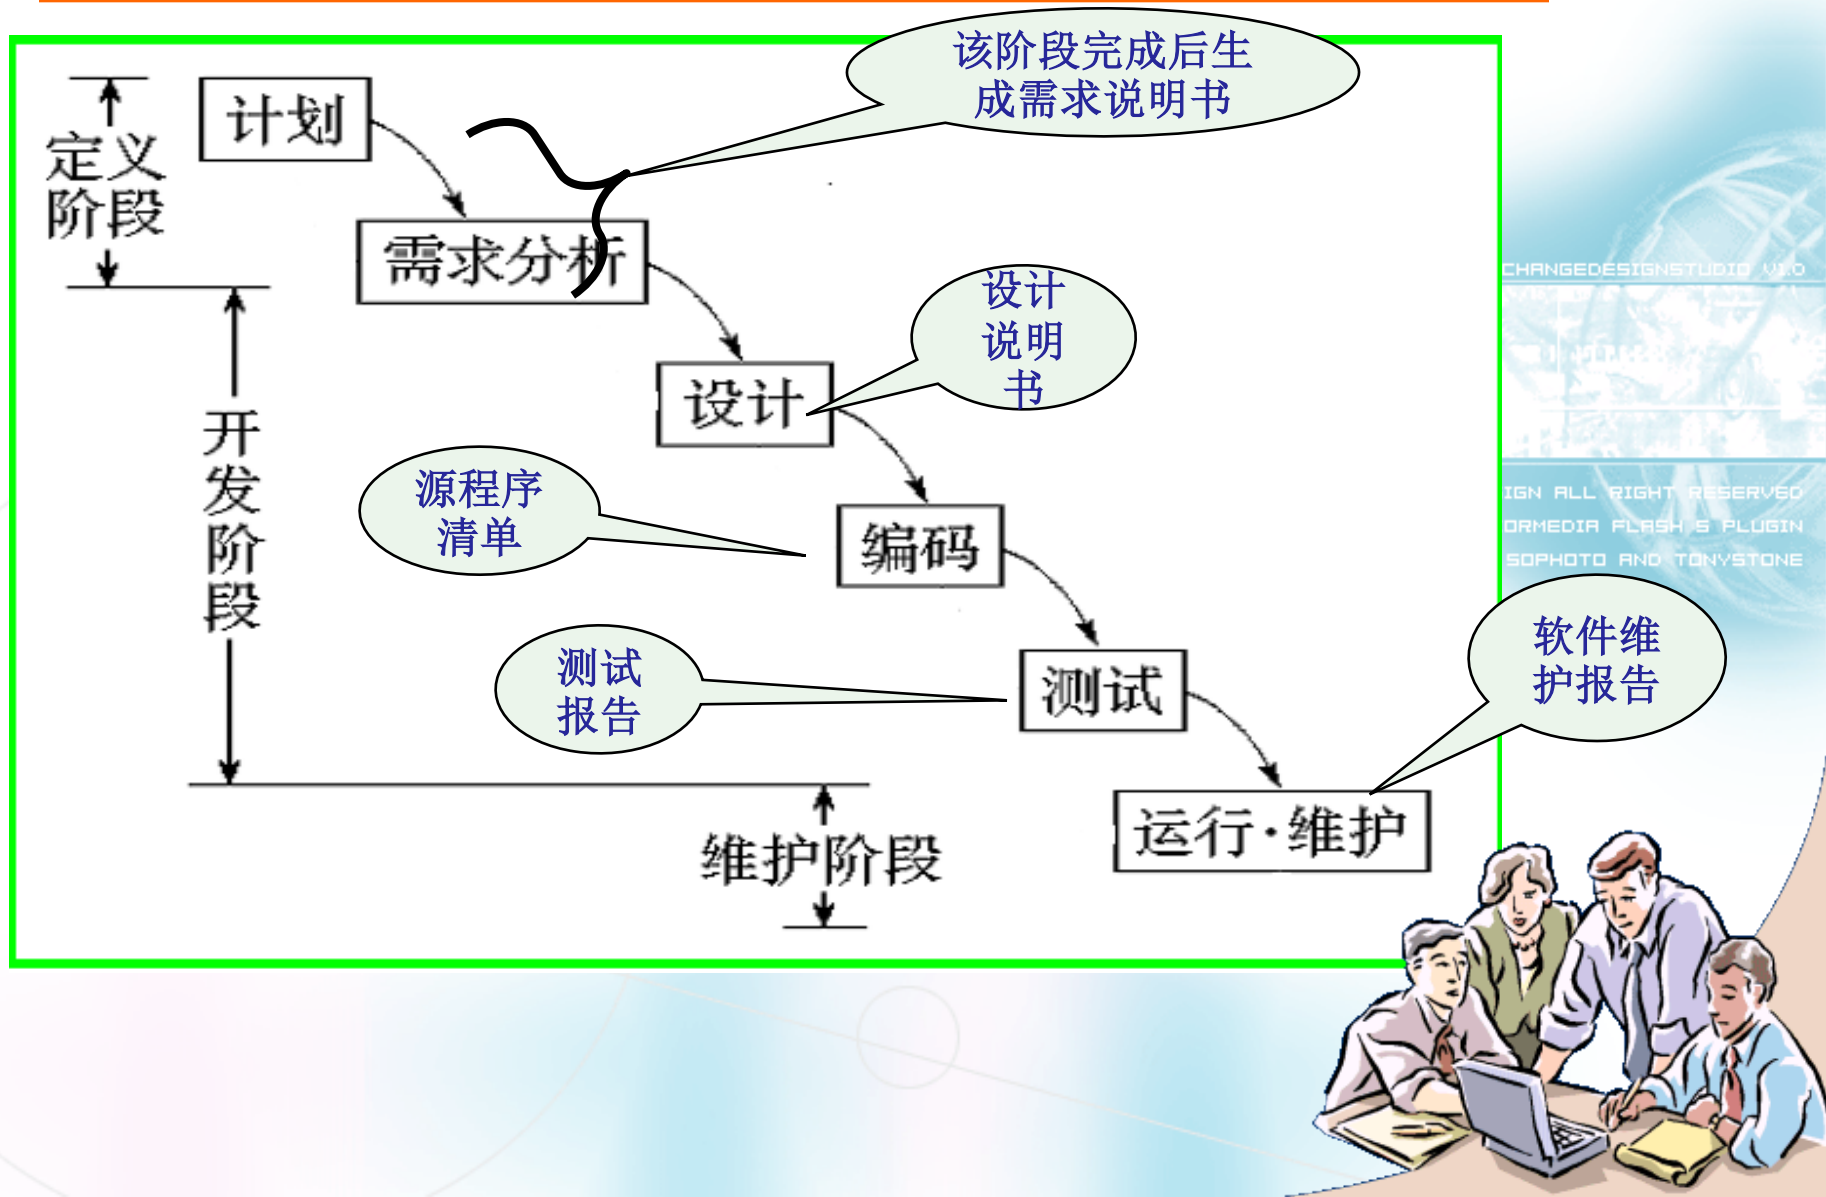 该阶段完成后生
成需求说明书
计划
定义
阶段
需求分析
设计
说明
书
设计
开
发
阶
段
源程序
清单
编码
测试
报告
测试
软件维
护报告
运行·维护
维护阶段
CHANGEDESIGNSTUDIO V1.0
IGN ALL RIGHT RESERVED
ORMEDIA FLASH 5 PLUGIN
SOPHOTO AND TONYSTONE